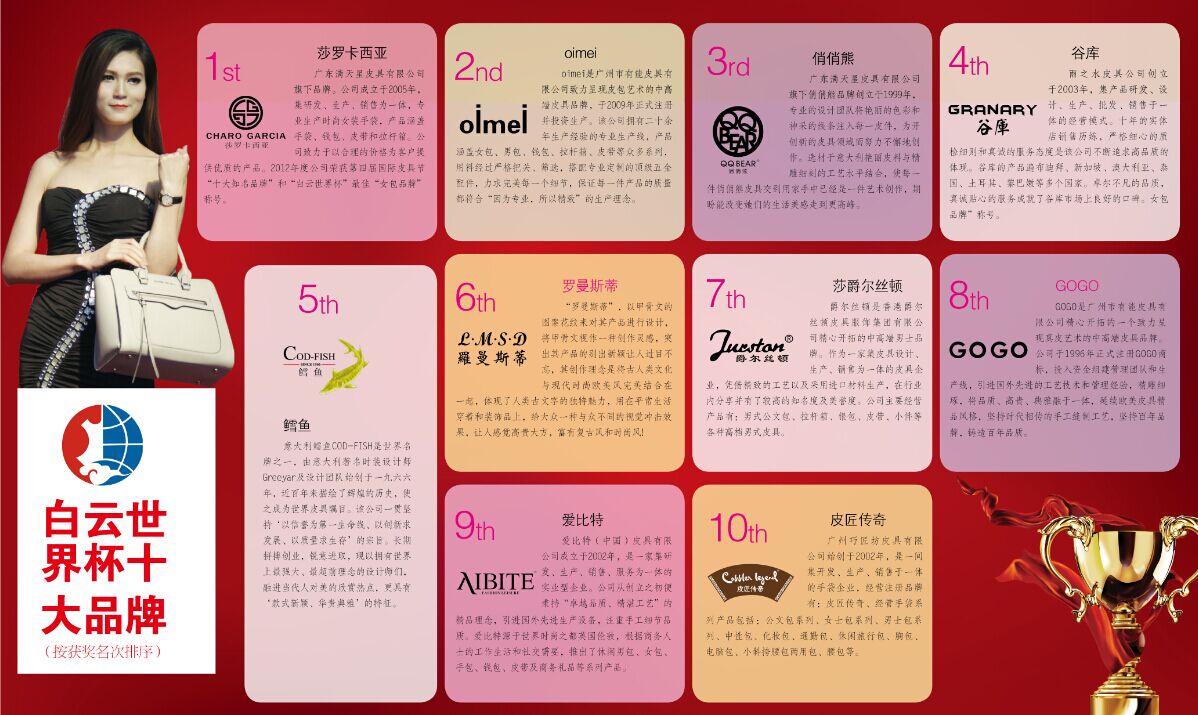 1st
莎罗卡西亚
CHARO GARCIA
莎罗卡西亚
广东满天星皮具有限公司
旗下品牌。公司成立于2005年,
集研发、生产、销售为一体,专
业生产时尚女装手袋,产品涵盖
手袋、钱包、皮带和拉杆箱。公
司致力于以合理的价格为客户提
供优质的产品。2012年度公司荣获第四届国际皮具节
“十大知名品牌”和“白云世界杯”最佳“女包品牌”
称号。
2nd
oimei
oimei
oimei是广州市有能皮具有
限公司致力呈现皮包艺术的中高
端皮具品牌,于2009年正式注册
并投资生产。该公司拥有二十余
年生产经验的专业生产线,产品
涵盖女包、男包、钱包、拉杆箱、皮带等众多系列,
用料经过严格把关、筛选,搭配专业定制的顶级五金
配件,力求完美每一个细节,保证每一件产品的质量
都符合“因为专业,所以精致”的生产理念。
3rd
俏俏熊
QQ BEAR
QQBEAR®
俏俏熊
广东满天星皮具有限公司
旗下俏俏熊品牌创立于1999年,
专业的设计团队将艳丽的色彩和
神采的线条注入每一皮件,为开
创新的皮具领域而努力不懈地创
作。选材于意大利艳丽皮料与精
雕细刻的工艺水平结合,使每一
件俏俏熊皮具交到用家手中已经是一件艺术创作,期
盼能改变她们的生活美感走到更高峰。
4th
谷库
GRANARY
谷庫
雨之水皮具公司创立
于2003年,集产品研发、设
计、生产、批发、销售于一
体的经营模式。十年的实体
店销售历练,严格细心的质
检细则和真诚的服务态度是该公司不断追求高品质的
体现。谷库的产品遍布迪拜、新加坡、澳大利亚、泰
国、土耳其、黎巴嫩等多个国家。卓尔不凡的品质,
真诚贴心的服务成就了谷库市场上良好的口碑。女包
品牌”称号。
5th
COD-FISH
SINCE 1966
鳕 鱼
鳕鱼
意大利鳕鱼COD-FISH是世界名
牌之一,由意大利著名时装设计师
Greeyar及设计团队始创于一九六六
年,近百年来描绘了辉煌的历史,使
之成为世界皮具瞩目。该公司一贯坚
持‘以信誉为第一生命线、以创新求
发展、以质量求生存’的宗旨。长期
拼搏创业,锐意进取,现以拥有世界
上最强大、最超前理念的设计师们,
融进当代人对美的欣赏热点,更具有
‘款式新颖、华贵典雅’的特征。
6th
罗曼斯蒂
L·M·S·D
羅曼斯蒂
“罗曼斯蒂”,以甲骨文的
图案花纹来对其产品进行设计,
将甲骨文视作一种创作灵感,突
出其产品的别出新颖让人过目不
忘,其创作理念是将古人类文化
与现代时尚欧美风完美结合在
一起,体现了人类古文字的独特魅力,用在平常生活
穿着和装饰品上,给大众一种与众不同的视觉冲击效
果,让人感觉高贵大方,富有复古风和时尚风!
7th
莎爵尔丝顿
Jueston®
爵尔丝顿
爵尔丝顿是香港爵尔
丝顿皮具服饰集团有限公
司精心开拓的中高端男士品
牌。作为一家集皮具设计、
生产、销售为一体的皮具企
业,凭借精致的工艺以及采用进口材料生产,在行业
内分享并有了较高的知名度及美誉度。公司主要经营
产品有:男式公文包、拉杆箱、银包、皮带、小件等
各种高档男式皮具。
8th
GOGO
GOGO
GOGO是广州市有能皮具有
限公司精心开拓的一个致力呈
现真皮艺术的中高端皮具品牌。
公司于1996年正式注册GOGO商
标,投入资金组建管理团队和生
产线,引进国外先进的工艺技术和管理经验,精雕细
琢,将品质、高贵、典雅融于一体,延续欧美皮具精
品风格,坚持时代相传的手工缝制工艺,坚持百年品
牌,铸造百年品质。
9th
爱比特
AIBITE
FASHION LEISURE
爱比特(中国)皮具有
限公司成立于2002年,是一家集研
发、生产、销售、服务为一体的
实业型企业。公司从创立之初便
秉持“卓越品质、精湛工艺”的
精品理念,引进国外先进生产设备,注重手工细节品
质。爱比特源于世界时尚之都英国伦敦,根据商务人
士的工作生活和社交需要,推出了休闲男包、女包、
手包、钱包、皮带及商务礼品等系列产品。
10th
皮匠传奇
Cobbler legend
皮匠传奇
广州巧匠坊皮具有限
公司始创于2002年,是一间
集开发、生产、销售于一体
的手袋企业,经营注册品牌
有:皮匠传奇、经营手袋系
列产品包括:公文包系列、女士包系列、男士包系
列、中性包、化妆包、通勤包、休闲旅行包、胸包、
电脑包、小斜挎腰包两用包、腰包等。
白云世
界杯十
大品牌
(按获奖名次排序)